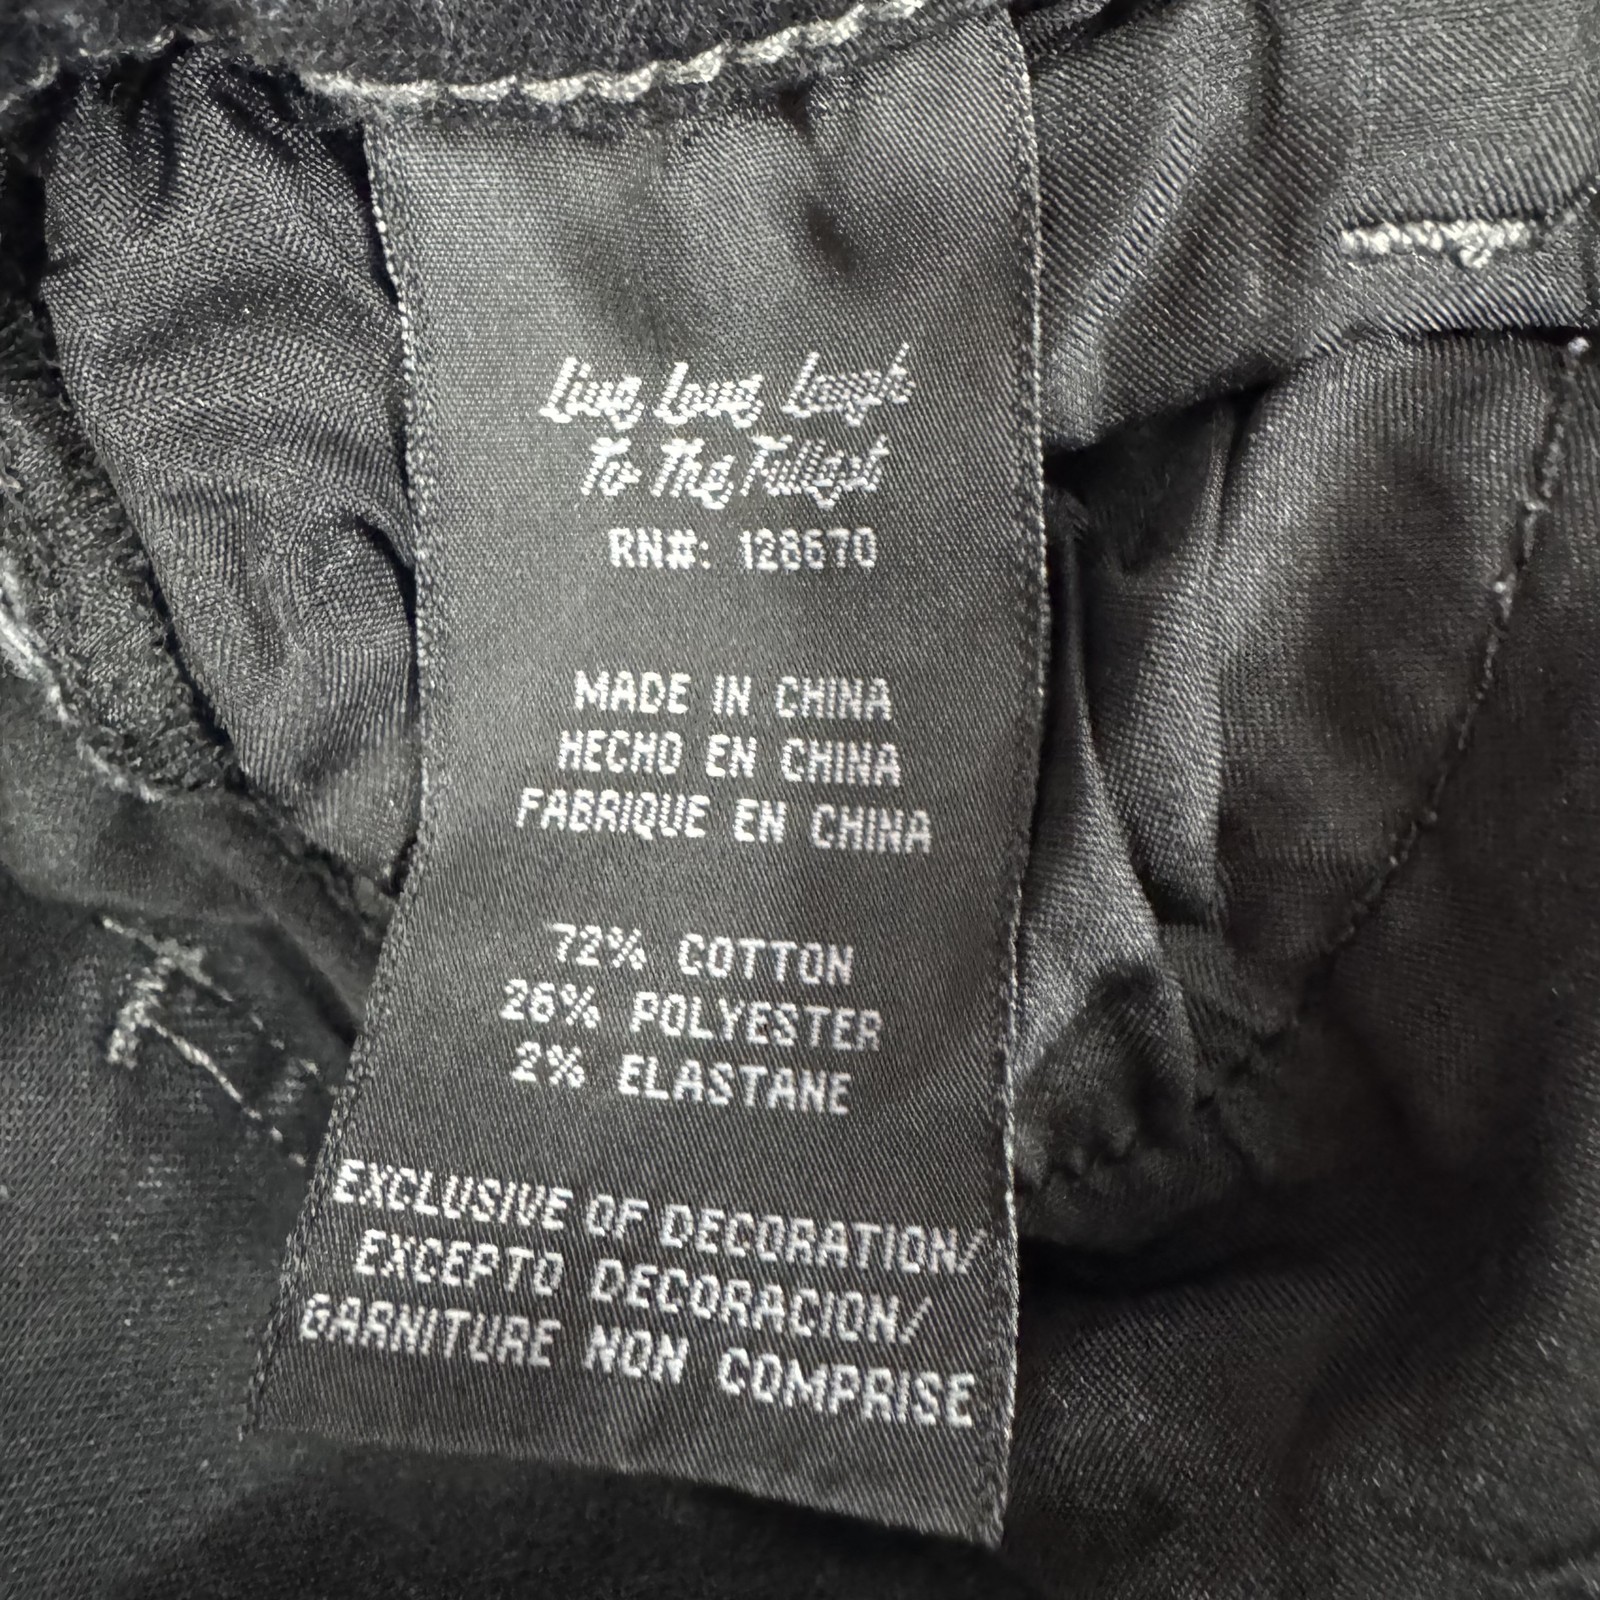 Live, Love, Laugh
To The Fullest
RN#: 128670
MADE IN CHINA
HECHO EN CHINA
FABRIQUE EN CHINA
72% COTTON
26% POLYESTER
2% ELASTANE
EXCLUSIVE OF DECORATION/
EXCEPTO DECORACION/
GARNITURE NON COMPRISE